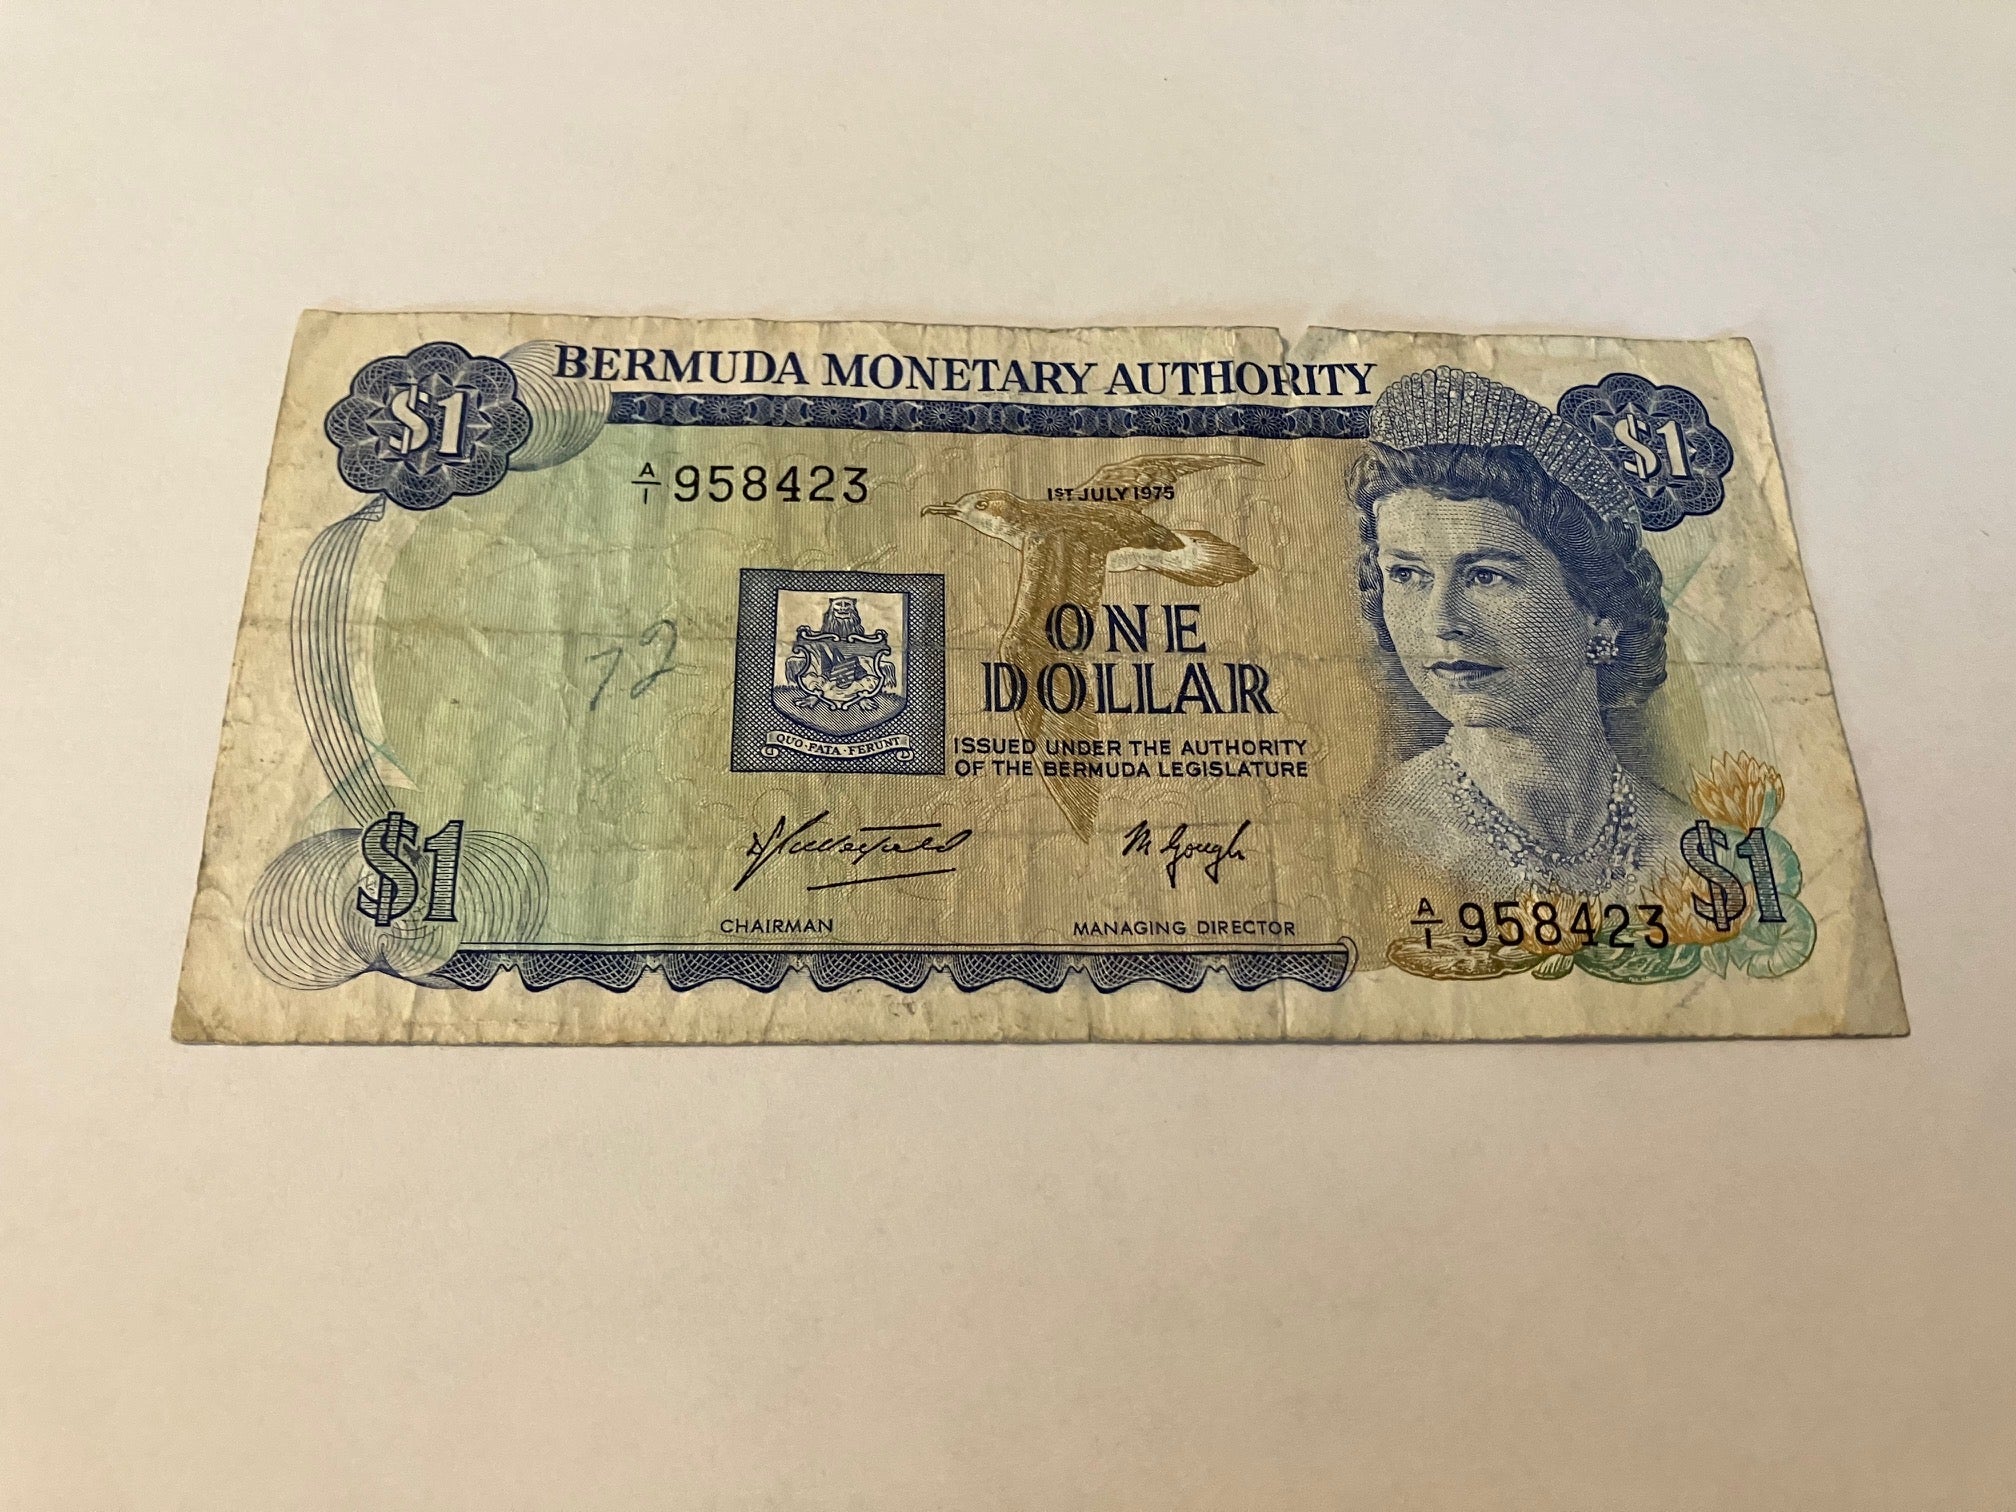 BERMUDA MONETARY AUTHORITY
$1
$1
A/1 958423
1ST JULY 1975
72
ONE
DOLLAR
QUO FATA FERUNT
ISSUED UNDER THE AUTHORITY
OF THE BERMUDA LEGISLATURE
M Gough
$1
$1
CHAIRMAN
MANAGING DIRECTOR
A/1 958423